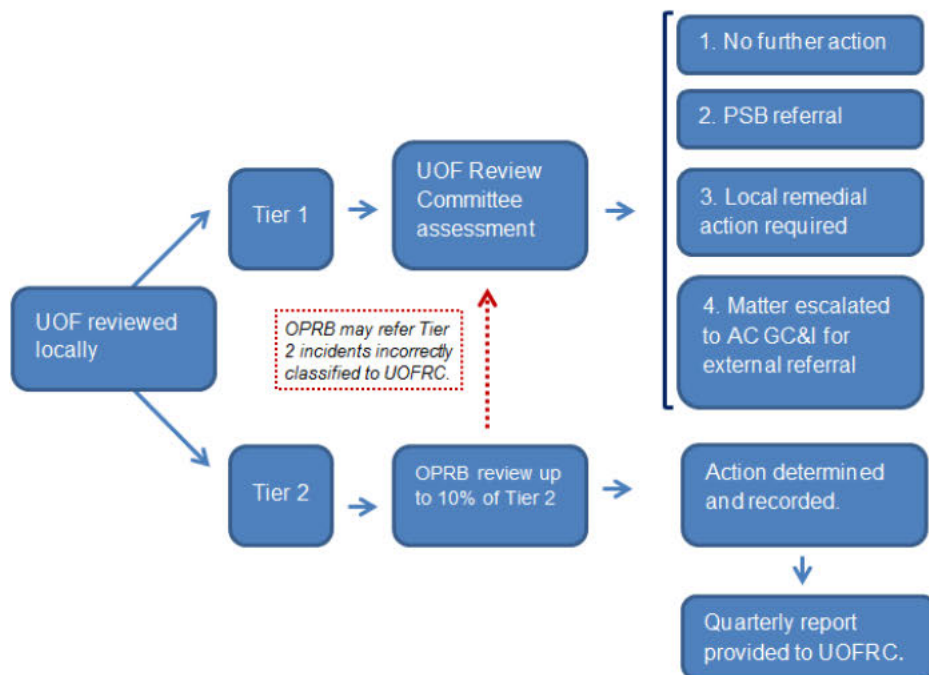 UOF reviewed
locally
Tier 1
UOF Review
Committee
assessment
1. No further action
2. PSB referral
3. Local remedial
action required
4. Matter escalated
to AC GC&I for
external referral
OPRB may refer Tier
2 incidents incorrectly
classified to UOFRC.
Tier 2
OPRB review up
to 10% of Tier 2
Action determined
and recorded.
Quarterly report
provided to UOFRC.